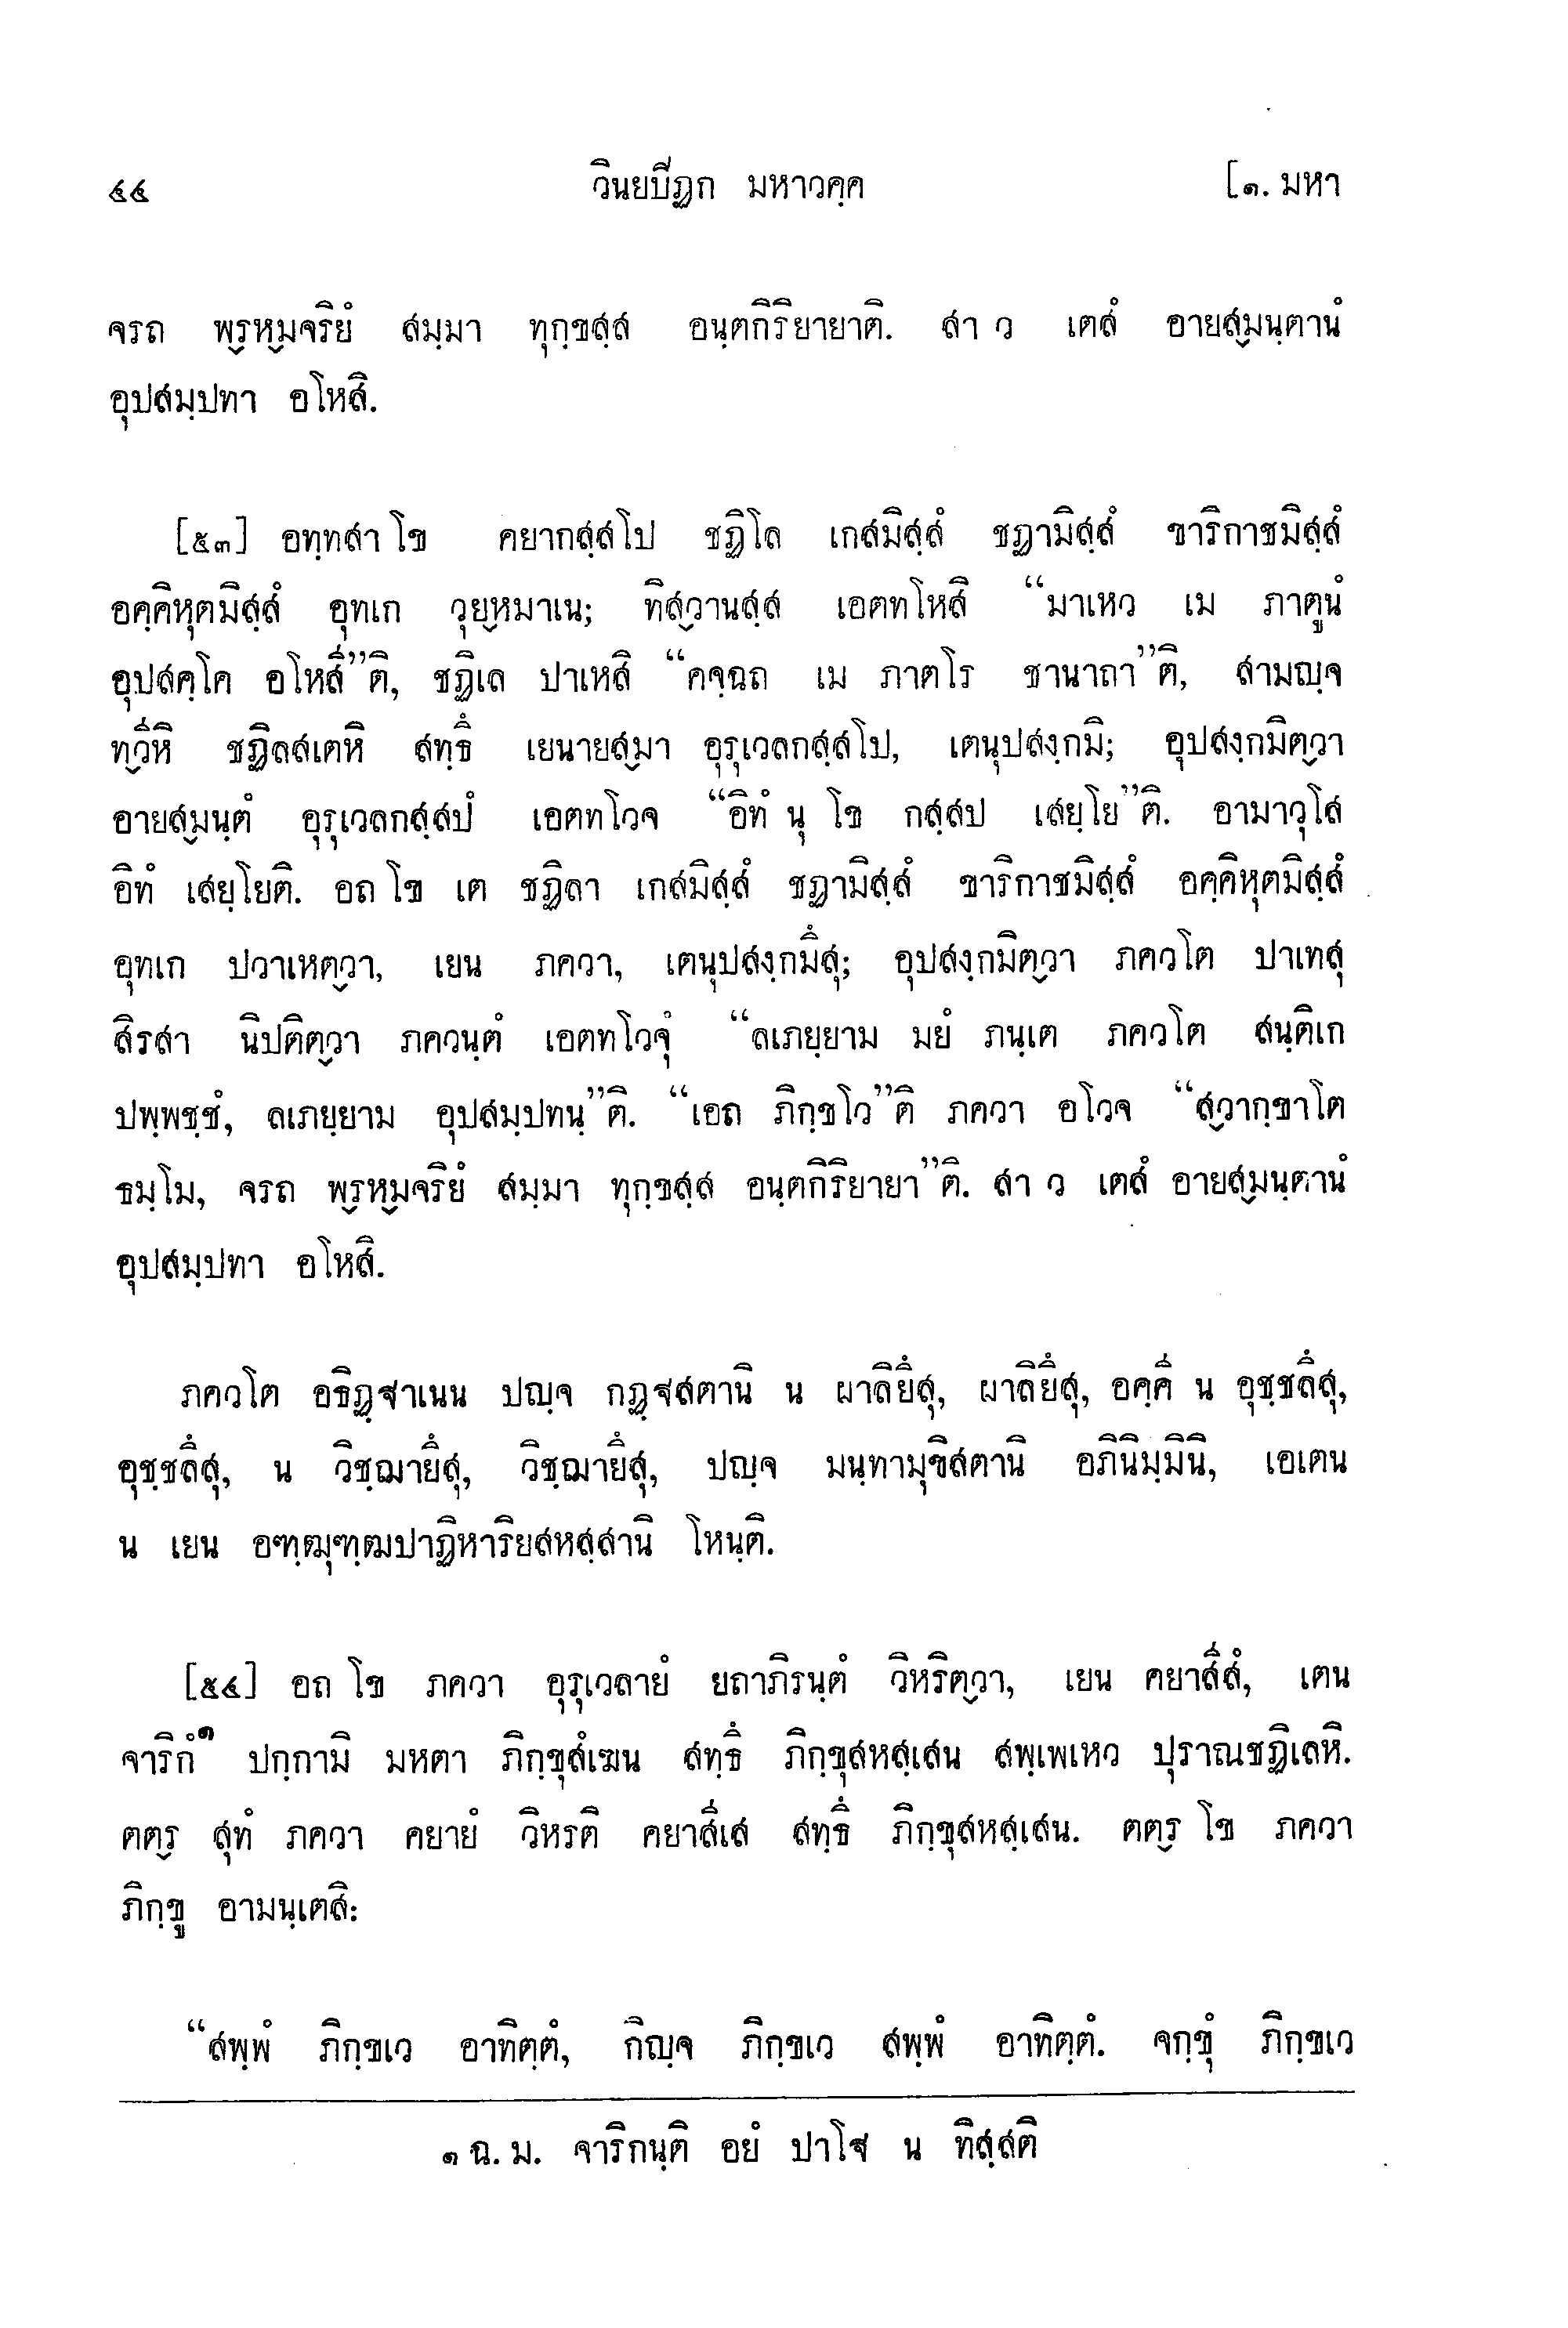 ๔๔ วินยปีฏก มหาวคฺค [๑. มหา
จรถ พ๎รห๎มจริยํ สมฺมา ทุกฺขสฺส อนฺตกิริยายาติ. สา ว เตสํ อายส๎มนฺตานํ
อุปสมฺปทา อโหสิ.
[๕๓] อทฺทสา โข คยากสฺสโป ชฏิโล เกสมิสฺสํ ชฏามิสฺสํ ขาริกาชมิสฺสํ
อคฺคิหุตมิสฺสํ อุทเก วุย๎หมาเน; ทิส๎วานสฺส เอตทโหสิ “มาเหว เม ภาตูนํ
อุปสคฺโค อโหสี”ติ, ชฏิเล ปาเหสิ “คจฺฉถ เม ภาตโร ชานาถา”ติ, สามญฺจ
ท๎วีหิ ชฏิลสเตหิ สทฺธึ เยนายส๎มา อุรุเวลกสฺสโป, เตนุปสงฺกมิ; อุปสงฺกมิต๎วา
อายส๎มนฺตํ อุรุเวลกสฺสปํ เอตทโวจ “อิทํ นุ โข กสฺสป เสยฺโย”ติ. อามาวุโส
อิทํ เสยฺโยติ. อถ โข เต ชฏิลา เกสมิสฺสํ ชฏามิสฺสํ ขาริกาชมิสฺสํ อคฺคิหุตมิสฺสํ
อุทเก ปวาเหต๎วา, เยน ภควา, เตนุปสงฺกมึสุ; อุปสงฺกมิต๎วา ภควโต ปาเทสุ
สิรสา นิปติต๎วา ภควนฺตํ เอตทโวจุํ “ลเภยฺยาม มยํ ภนฺเต ภควโต สนฺติเก
ปพฺพชฺชํ, ลเภยฺยาม อุปสมฺปทนฺ”ติ. “เอถ ภิกฺขโว”ติ ภควา อโวจ “ส๎วากฺขาโต
ธมฺโม, จรถ พ๎รห๎มจริยํ สมฺมา ทุกฺขสฺส อนฺตกิริยายา”ติ. สา ว เตสํ อายส๎มนฺตานํ
อุปสมฺปทา อโหสิ.
ภควโต อธิฏฺฐาเนน ปญฺจ กฏฺฐสตานิ น ผาลิยึสุ, ผาลิยึสุ, อคฺคี น อุชฺชลึสุ,
อุชฺชลึสุ, น วิชฺฌายึสุ, วิชฺฌายึสุ, ปญฺจ มนฺทามุขิสตานิ อภินิมฺมินิ, เอเตน
น เยน อฑฺฒุฑฺฒปาฏิหาริยสหสฺสานิ โหนฺติ.
[๕๔] อถ โข ภควา อุรุเวลายํ ยถาภิรนฺตํ วิหริต๎วา, เยน คยาสีสํ, เตน
จาริกํ๑ ปกฺกามิ มหตา ภิกฺขุสํเฆน สทฺธึ ภิกฺขุสหสฺเสน สพฺเพเหว ปุราณชฏิเลหิ.
ตต๎ร สุทํ ภควา คยายํ วิหรติ คยาสีเส สทฺธึ ภิกฺขุสหสฺเสน. ตต๎ร โข ภควา
ภิกฺขู อามนฺเตสิ:
“สพฺพํ ภิกฺขเว อาทิตฺตํ, กิญฺจ ภิกฺขเว สพฺพํ อาทิตฺตํ. จกฺขุํ ภิกฺขเว
๑ ฉ. ม. จาริกนฺติ อยํ ปาโฐ น ทิสฺสติ